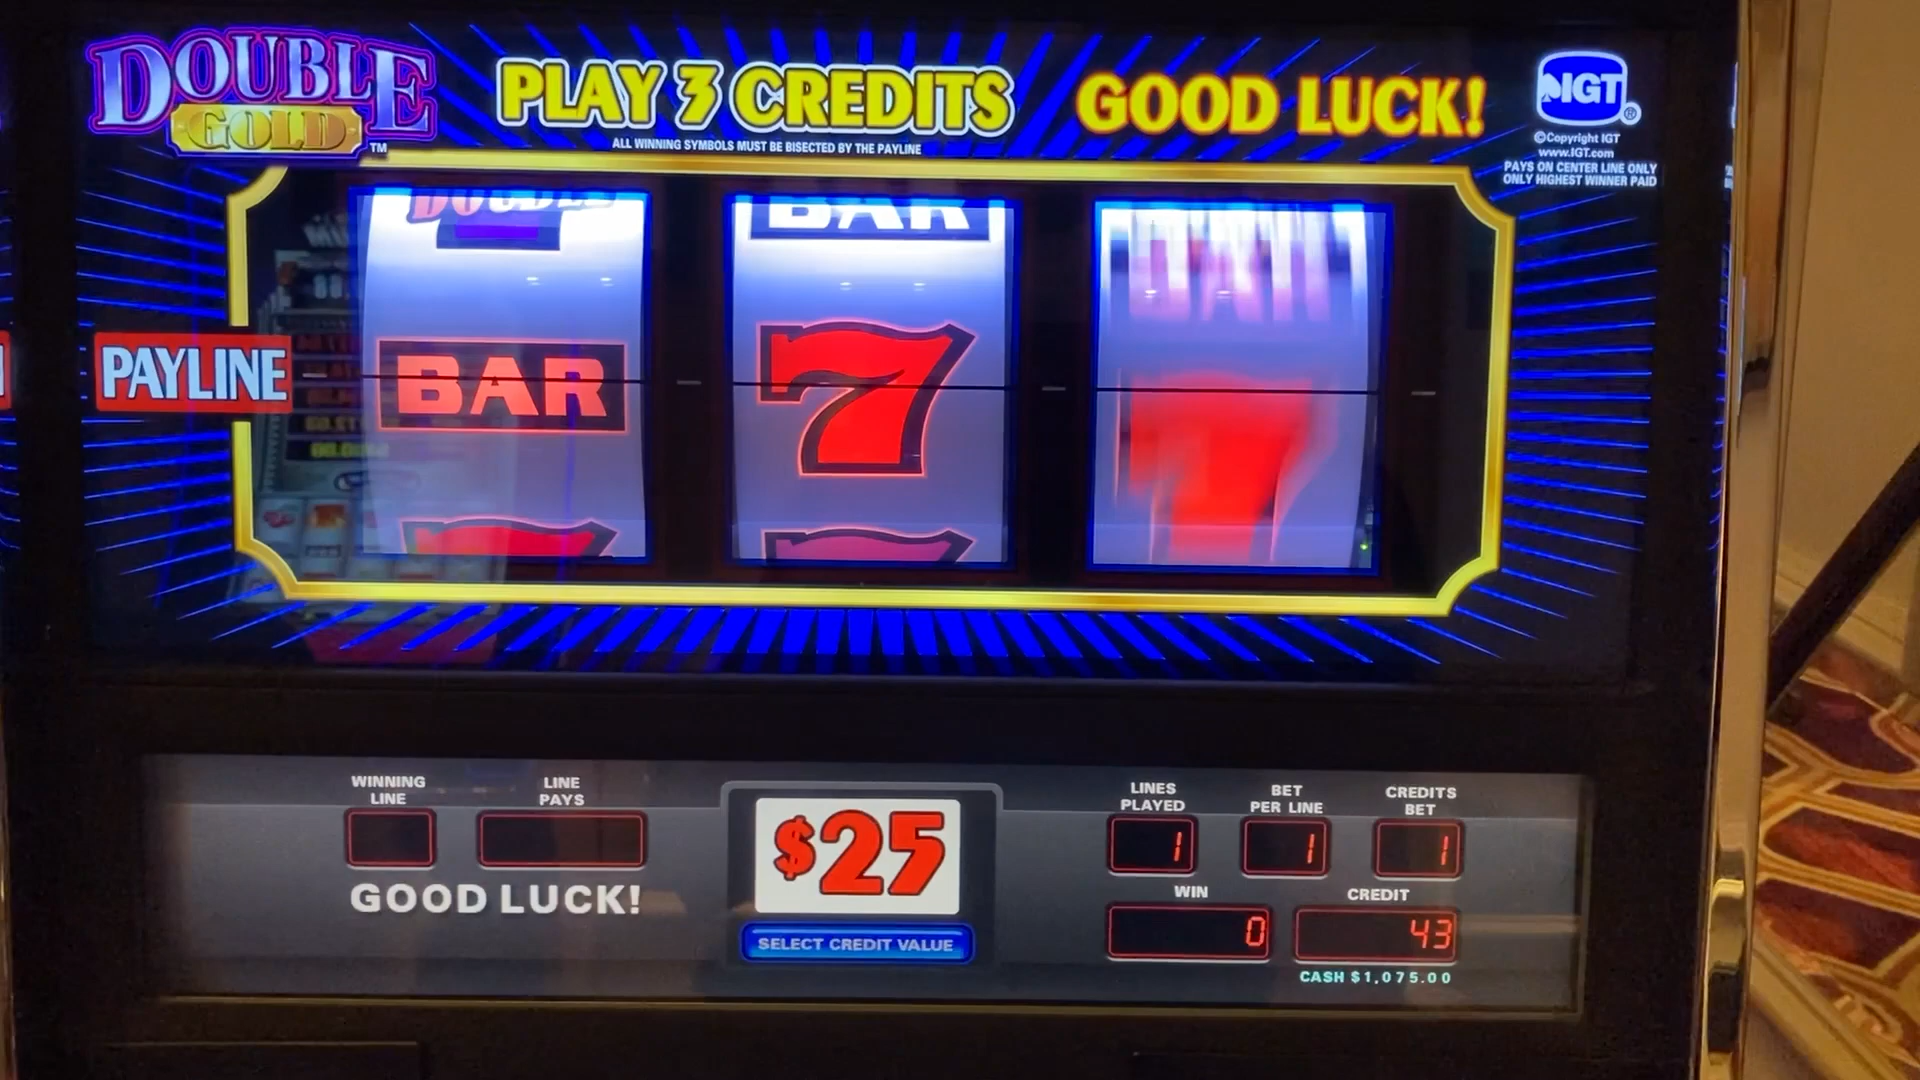 DOUBLE
GOLD
TM
PLAY 3 CREDITS
ALL WINNING SYMBOLS MUST BE BISECTED BY THE PAYLINE
GOOD LUCK!
IGT
®
©Copyright IGT
www.IGT.com
PAYS ON CENTER LINE ONLY
ONLY HIGHEST WINNER PAID
DOUBLE
BAR
PAYLINE
BAR
7
7
WINNING
LINE
LINE
PAYS
GOOD LUCK!
$25
SELECT CREDIT VALUE
LINES
PLAYED
1
BET
PER LINE
1
CREDITS
BET
1
WIN
0
CREDIT
43
CASH $1,075.00